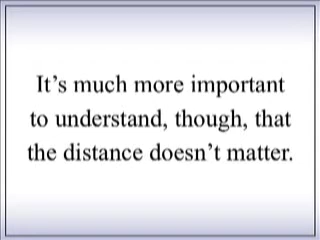 It’s much more important
to understand, though, that
the distance doesn’t matter.